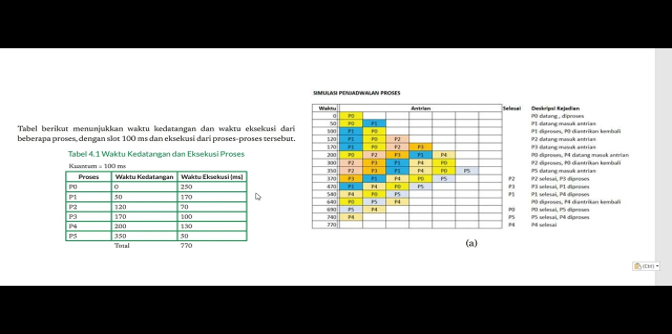 SIMULASI PENJADWALAN PROSES
Tabel berikut menunjukkan waktu kedatangan dan waktu eksekusi dari
beberapa proses, dengan slot 100 ms dan eksekusi dari proses-proses tersebut.
Tabel 4.1 Waktu Kedatangan dan Eksekusi Proses
Kuantum = 100 ms
Proses Waktu Kedatangan Waktu Eksekusi (ms)
P0 0 250
P1 50 170
P2 120 70
P3 170 100
P4 200 130
P5 350 50
Total 770
Waktu Antrian Selesai Deskripsi Kejadian
0 P0 P0 datang , diproses
50 P0 P1 P1 datang masuk antrian
100 P1 P0 P1 diproses, P0 diantrikan kembali
120 P1 P0 P2 P2 datang masuk antrian
170 P1 P0 P2 P3 P3 datang masuk antrian
200 P0 P2 P3 P1 P4 P0 diproses, P4 datang masuk antrian
300 P2 P3 P1 P4 P0 P2 diproses, P0 diantrikan kembali
350 P2 P3 P1 P4 P0 P5 P5 datang masuk antrian
370 P3 P1 P4 P0 P5 P2 P2 selesai, P3 diproses
470 P1 P4 P0 P5 P3 P3 selesai, P1 diproses
540 P4 P0 P5 P1 P1 selesai, P4 diproses
640 P0 P5 P4 P0 diproses, P4 diantrikan kembali
690 P5 P4 P0 P0 selesai, P5 diproses
740 P4 P5 P5 selesai, P4 diproses
770 P4 P4 selesai
(a)
(Ctrl)